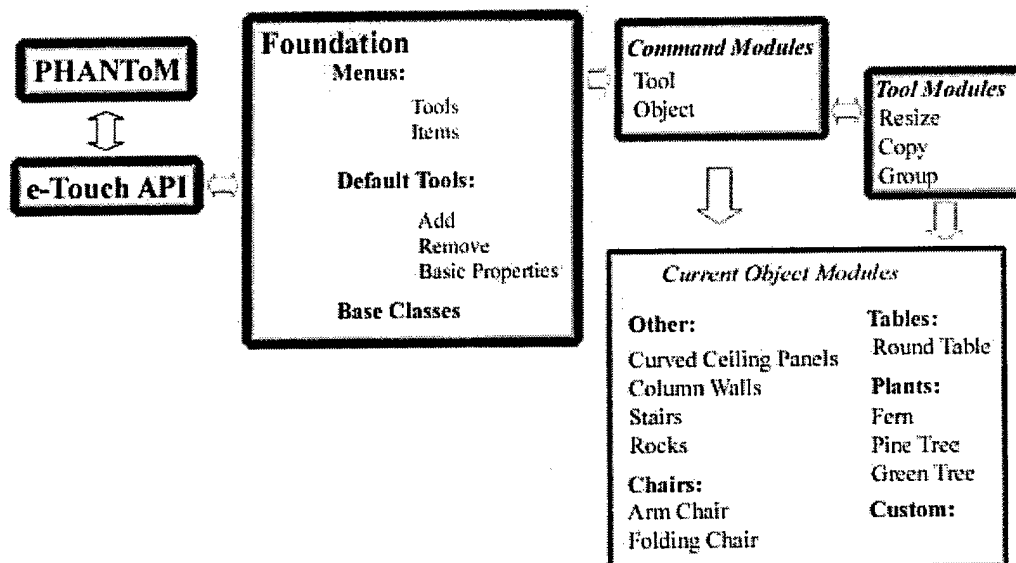 PHANToM
e-Touch API
Foundation
Menus:
Tools
Items
Default Tools:
Add
Remove
Basic Properties
Base Classes
Command Modules
Tool
Object
Tool Modules
Resize
Copy
Group
Current Object Modules
Other:
Curved Ceiling Panels
Column Walls
Stairs
Rocks
Chairs:
Arm Chair
Folding Chair
Tables:
Round Table
Plants:
Fern
Pine Tree
Green Tree
Custom: